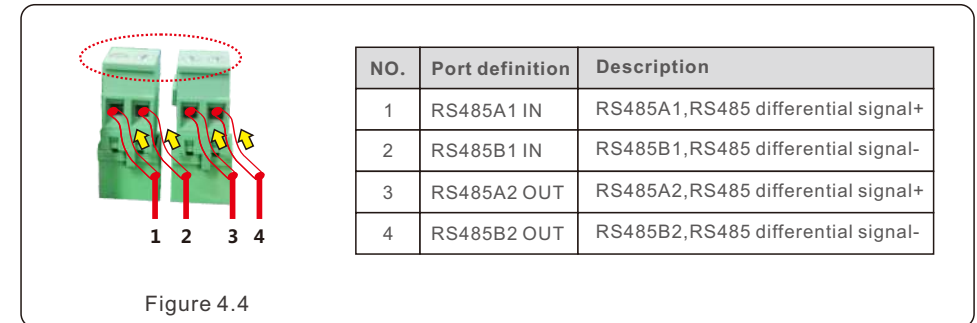 NO. Port definition Description
1 RS485A1 IN RS485A1,RS485 differential signal+
2 RS485B1 IN RS485B1,RS485 differential signal-
3 RS485A2 OUT RS485A2,RS485 differential signal+
4 RS485B2 OUT RS485B2,RS485 differential signal-
1 2 3 4
Figure 4.4